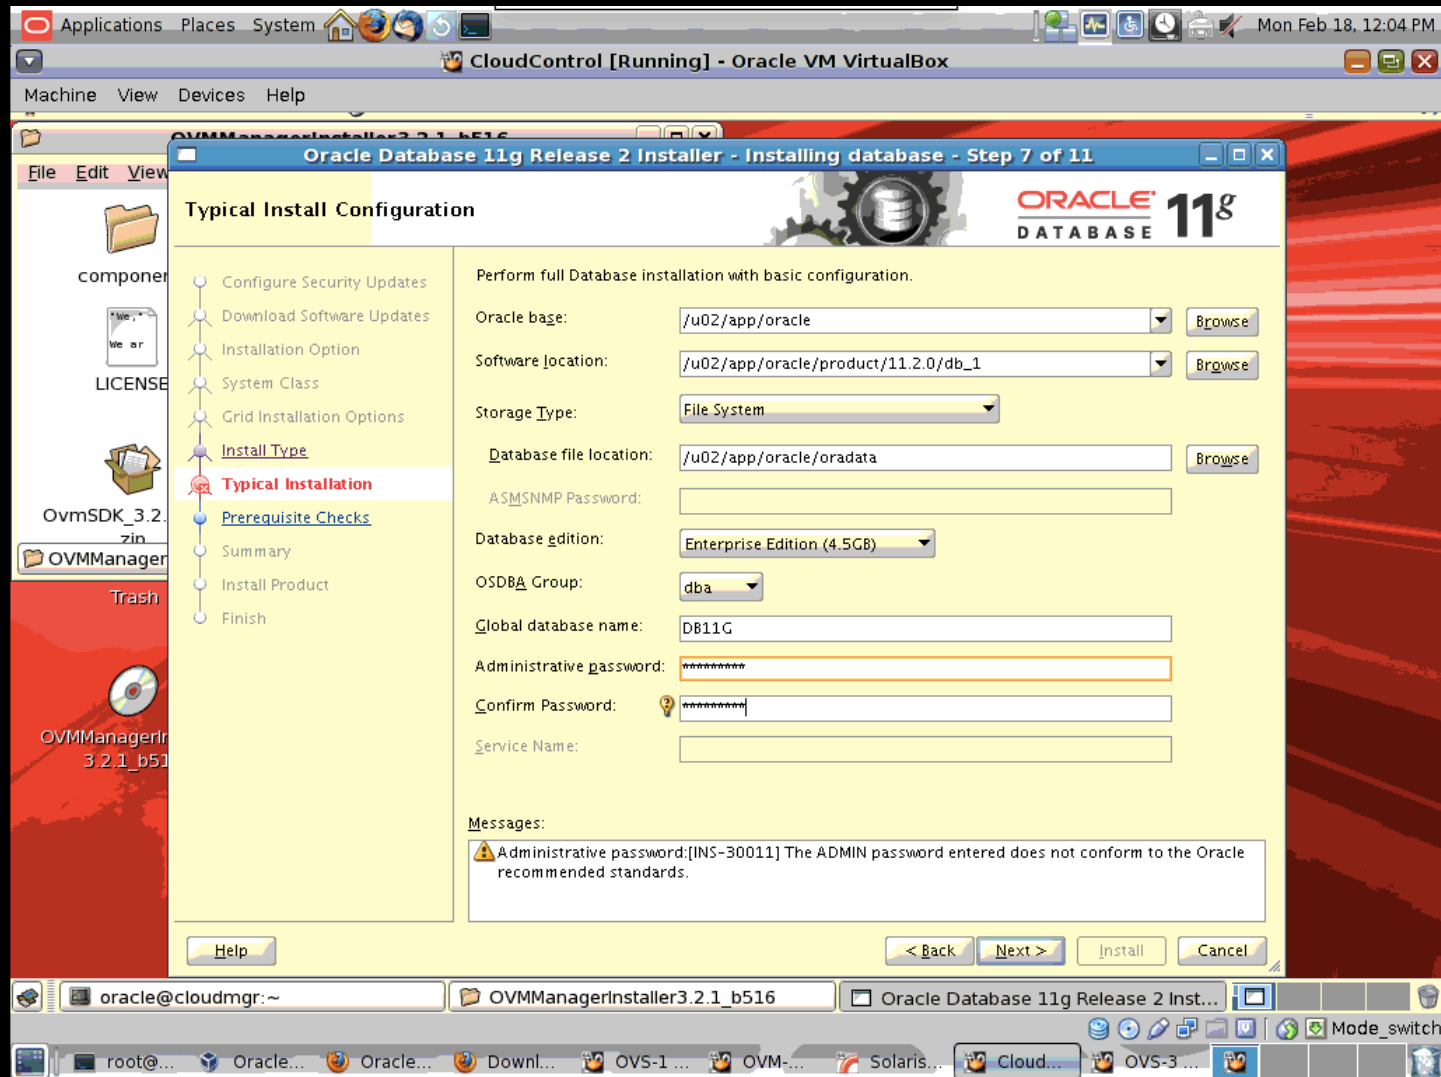 Applications Places System Mon Feb 18, 12:04 PM
CloudControl [Running] - Oracle VM VirtualBox
Machine View Devices Help
OVMManagerInstaller3.2.1_b516
Oracle Database 11g Release 2 Installer - Installing database - Step 7 of 11
File Edit View
Typical Install Configuration
ORACLE
DATABASE
11g
componen
"We,"
We ar
LICENSE
OvmSDK_3.2.
zip
OVMManager
Trash
OVMManagerIn
3.2.1_b51
Configure Security Updates
Download Software Updates
Installation Option
System Class
Grid Installation Options
Install Type
Typical Installation
Prerequisite Checks
Summary
Install Product
Finish
Perform full Database installation with basic configuration.
Oracle base: /u02/app/oracle Browse
Software location: /u02/app/oracle/product/11.2.0/db_1 Browse
Storage Type: File System
Database file location: /u02/app/oracle/oradata Browse
ASMSNMP Password:
Database edition: Enterprise Edition (4.5GB)
OSDBA Group: dba
Global database name: DB11G
Administrative password: *********
Confirm Password: *********
Service Name:
Messages:
Administrative password:[INS-30011] The ADMIN password entered does not conform to the Oracle
recommended standards.
Help < Back Next > Install Cancel
oracle@cloudmgr:~ OVMManagerInstaller3.2.1_b516 Oracle Database 11g Release 2 Inst...
Mode_switch
root@... Oracle... Oracle... Downl... OVS-1 ... OVM-... Solaris... Cloud... OVS-3 ...